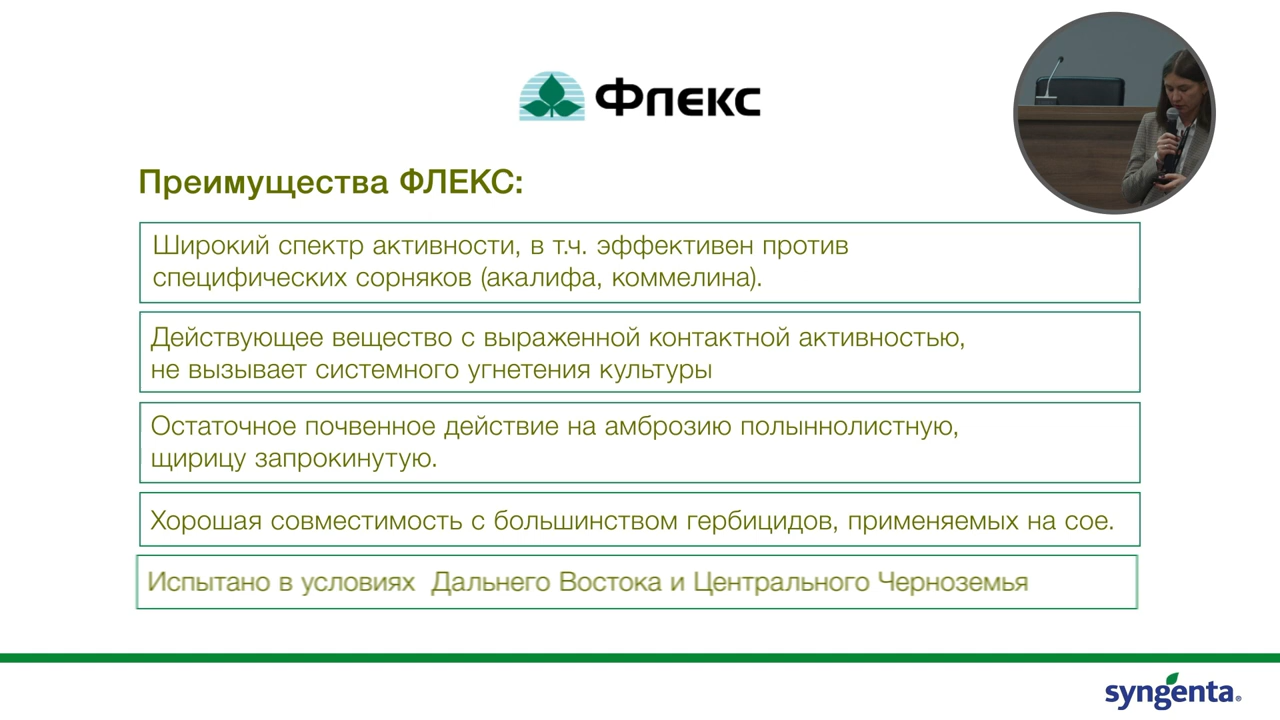 Флекс
Преимущества ФЛЕКС:
Широкий спектр активности, в т.ч. эффективен против
специфических сорняков (акалифа, коммелина).
Действующее вещество с выраженной контактной активностью,
не вызывает системного угнетения культуры
Остаточное почвенное действие на амброзию полыннолистную,
щирицу запрокинутую.
Хорошая совместимость с большинством гербицидов, применяемых на сое.
Испытано в условиях Дальнего Востока и Центрального Черноземья
syngenta®